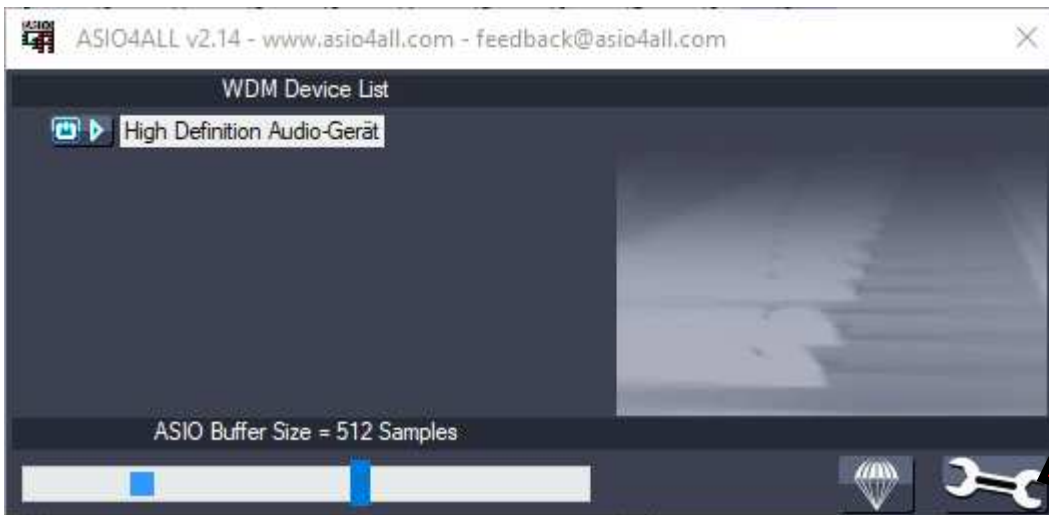 ASIO4ALL v2.14 - www.asio4all.com - feedback@asio4all.com
WDM Device List
High Definition Audio-Gerät
ASIO Buffer Size = 512 Samples